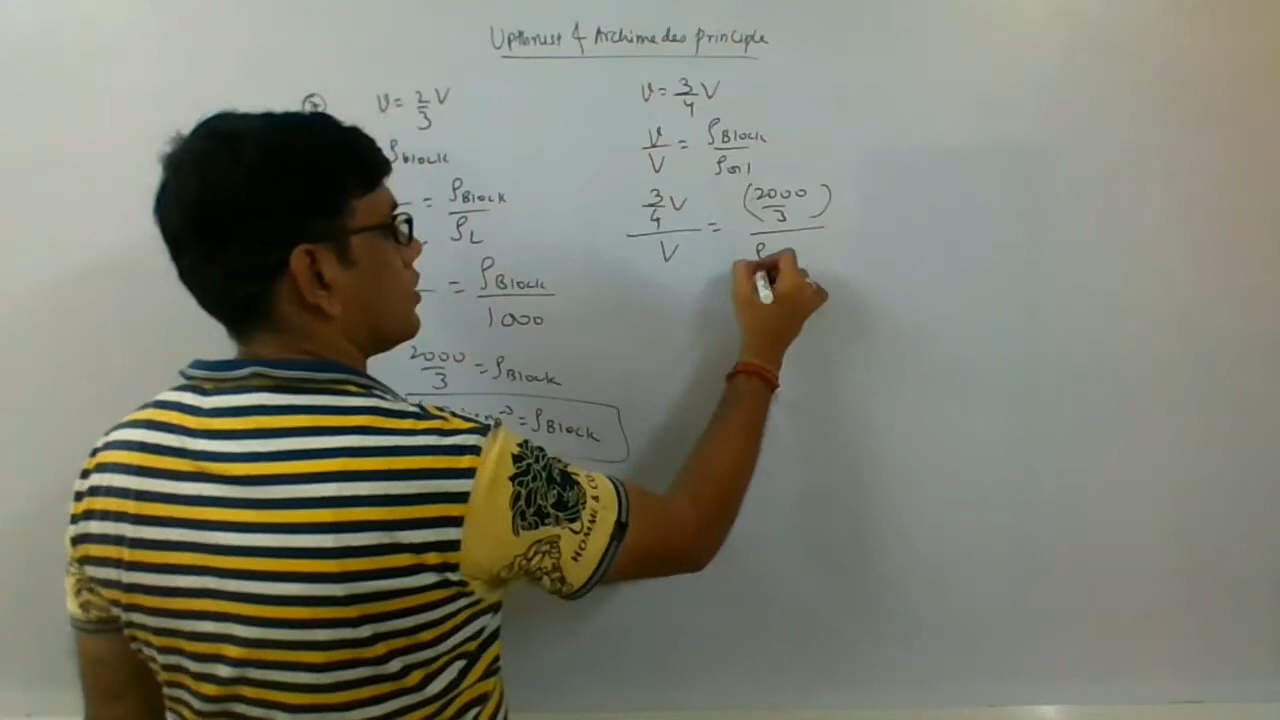 Upthrust & Archimedes principle
v = 2/3 V
ρblock
= ρBlock / ρL
= ρBlock / 1000
2000/3 = ρBlock
= ρBlock
v = 3/4 V
v/V = ρBlock / ρoil
3/4 V / V = (2000/3) / ρ
HOMME & CO